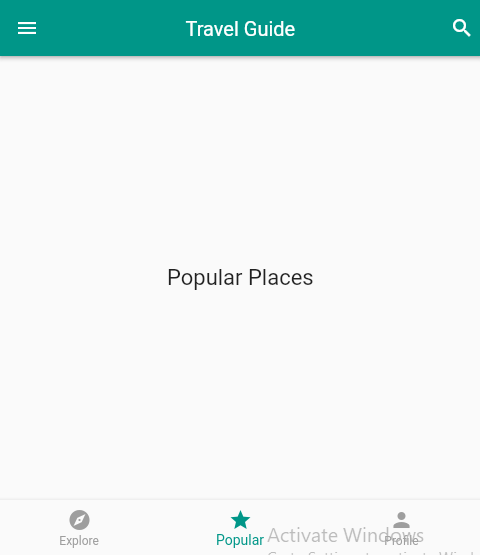 Travel Guide
Popular Places
Explore
Popular
Profile
Activate Windows